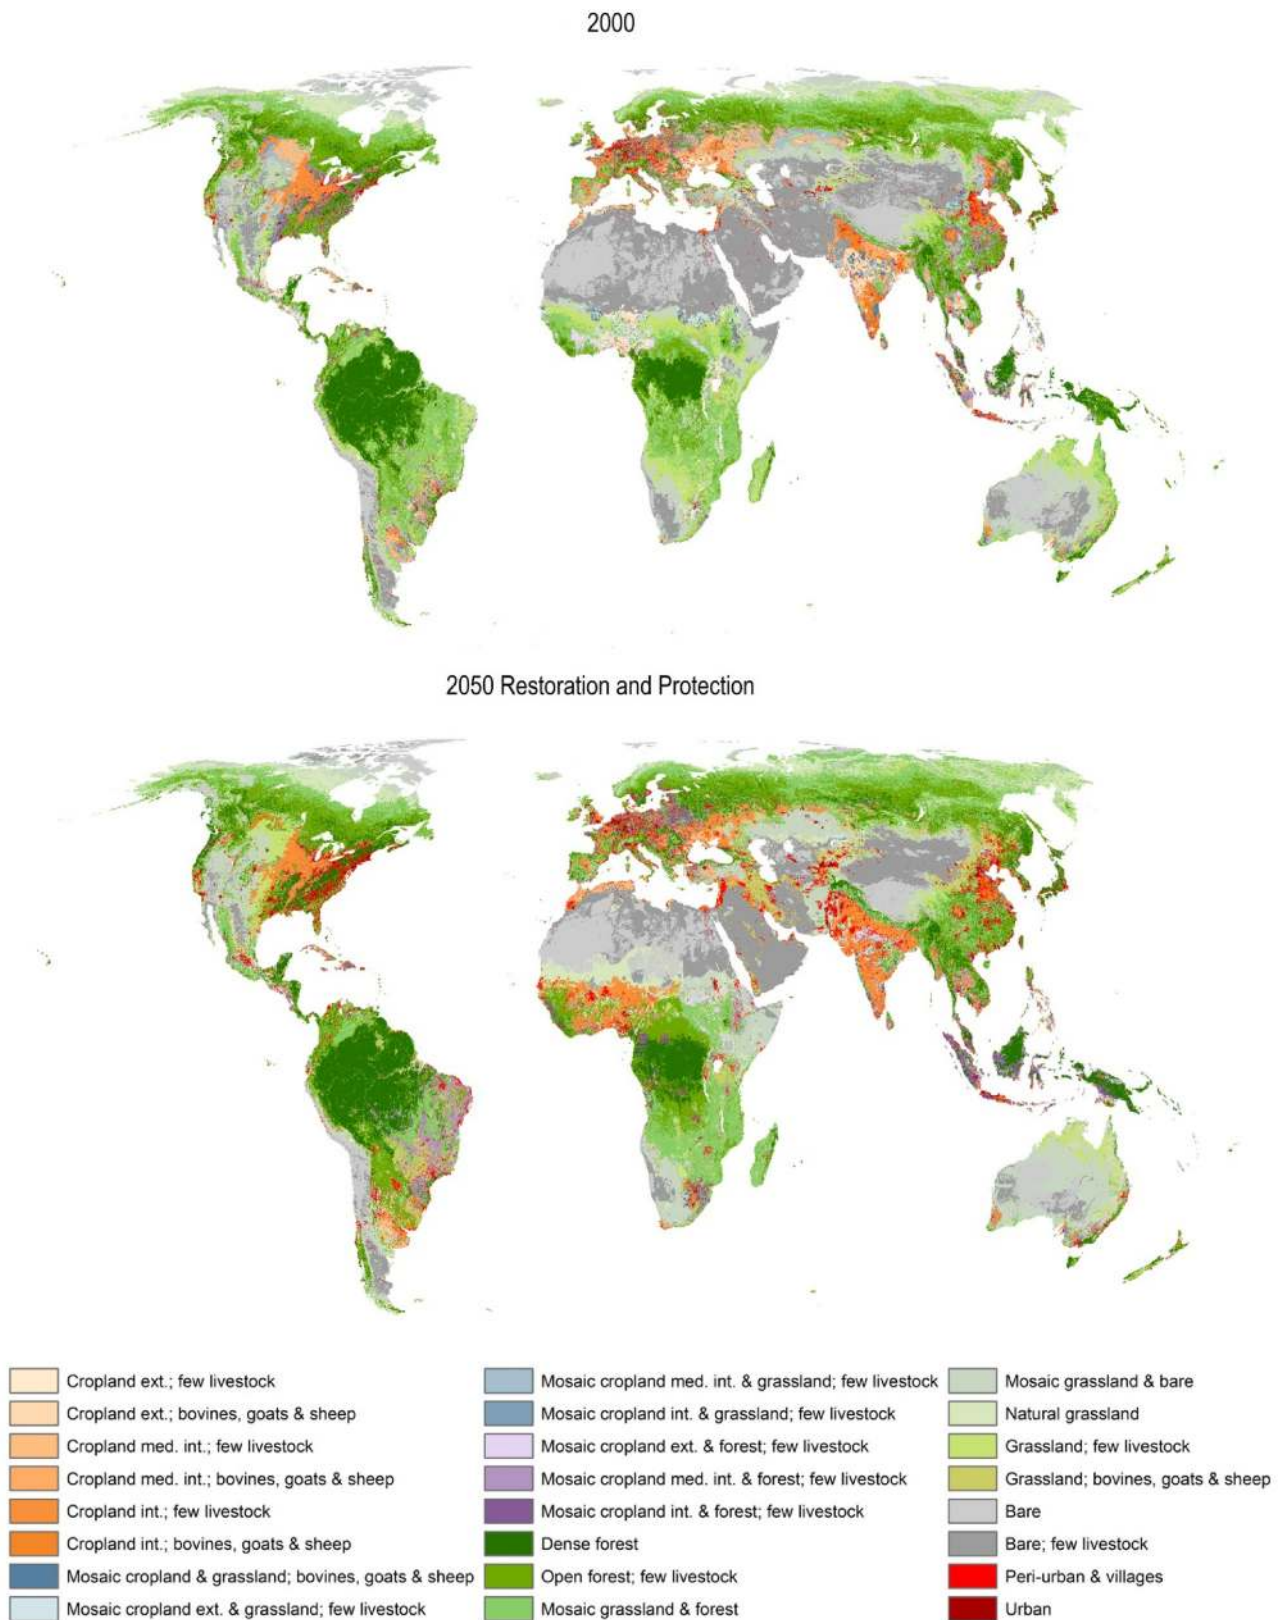 2000
2050 Restoration and Protection
Cropland ext.; few livestock
Cropland ext.; bovines, goats & sheep
Cropland med. int.; few livestock
Cropland med. int.; bovines, goats & sheep
Cropland int.; few livestock
Cropland int.; bovines, goats & sheep
Mosaic cropland & grassland; bovines, goats & sheep
Mosaic cropland ext. & grassland; few livestock
Mosaic cropland med. int. & grassland; few livestock
Mosaic cropland int. & grassland; few livestock
Mosaic cropland ext. & forest; few livestock
Mosaic cropland med. int. & forest; few livestock
Mosaic cropland int. & forest; few livestock
Dense forest
Open forest; few livestock
Mosaic grassland & forest
Mosaic grassland & bare
Natural grassland
Grassland; few livestock
Grassland; bovines, goats & sheep
Bare
Bare; few livestock
Peri-urban & villages
Urban